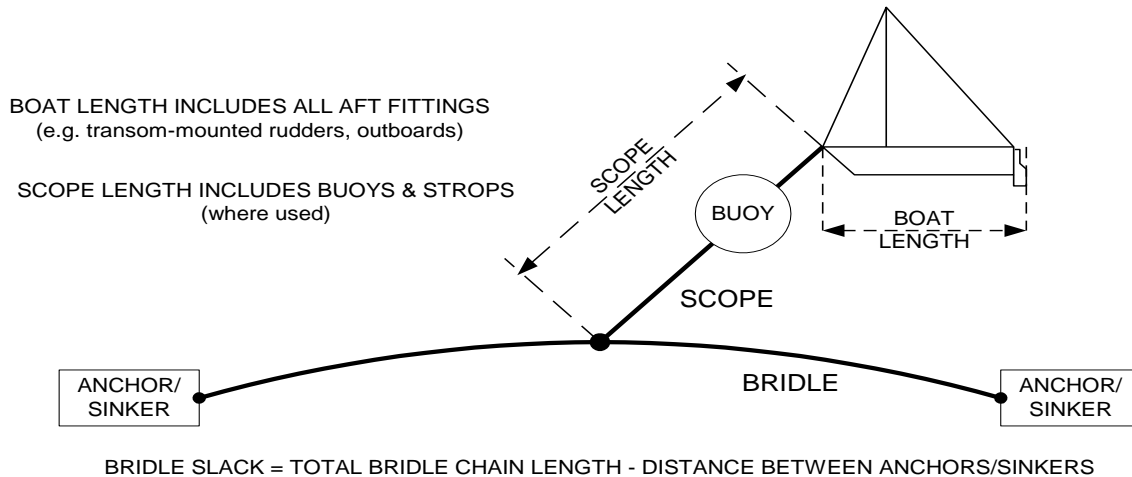 BOAT LENGTH INCLUDES ALL AFT FITTINGS
(e.g. transom-mounted rudders, outboards)
SCOPE LENGTH INCLUDES BUOYS & STROPS
(where used)
SCOPE
LENGTH
BUOY
BOAT
LENGTH
SCOPE
BRIDLE
ANCHOR/
SINKER
ANCHOR/
SINKER
BRIDLE SLACK = TOTAL BRIDLE CHAIN LENGTH - DISTANCE BETWEEN ANCHORS/SINKERS